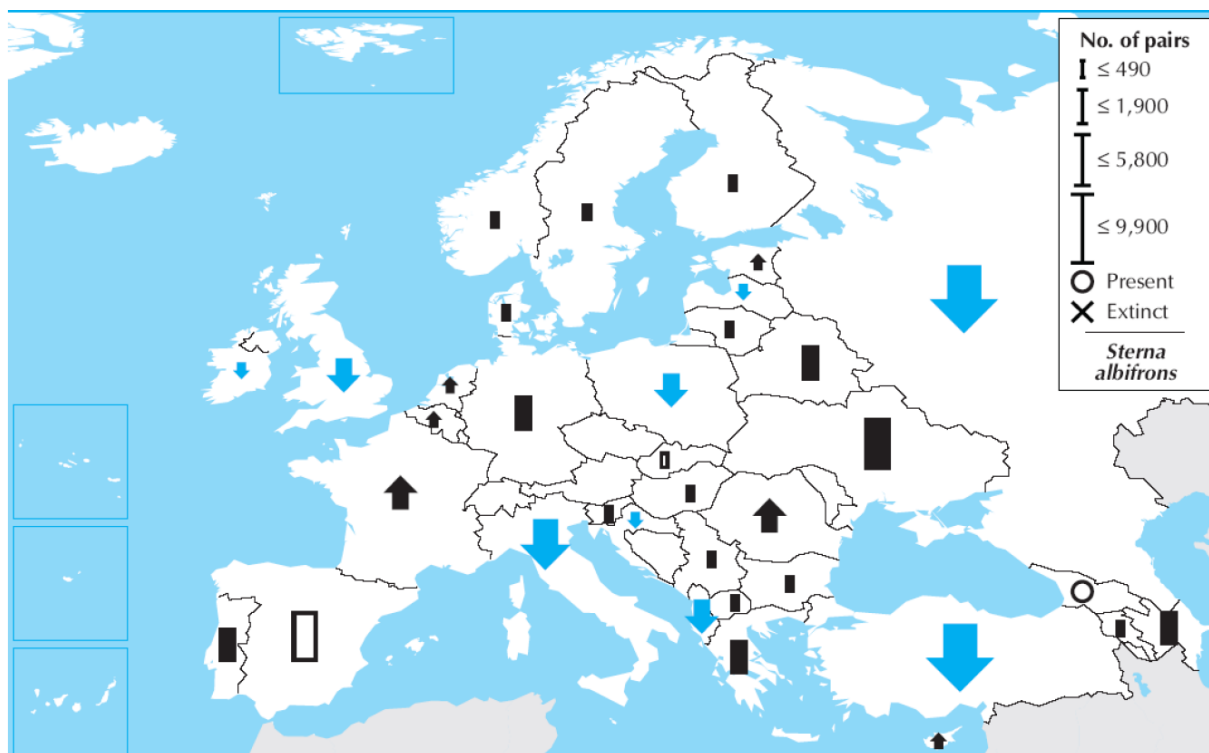 No. of pairs
≤ 490
≤ 1,900
≤ 5,800
≤ 9,900
Present
Extinct
Sterna
albifrons